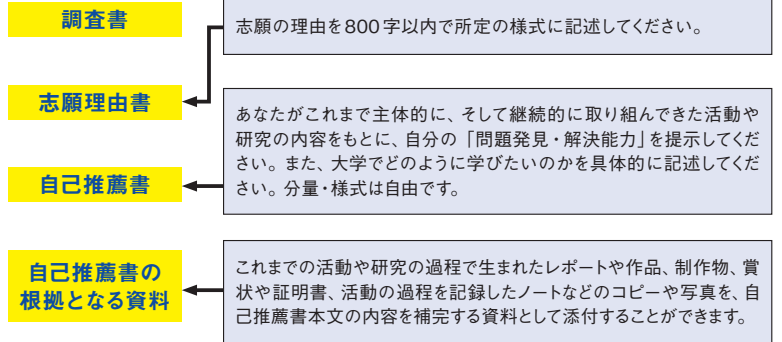 調査書
志願の理由を800字以内で所定の様式に記述してください。
志願理由書
あなたがこれまで主体的に、そして継続的に取り組んできた活動や
研究の内容をもとに、自分の「問題発見・解決能力」を提示してくだ
さい。また、大学でどのように学びたいのかを具体的に記述してくだ
さい。分量・様式は自由です。
自己推薦書
自己推薦書の
根拠となる資料
これまでの活動や研究の過程で生まれたレポートや作品、制作物、賞
状や証明書、活動の過程を記録したノートなどのコピーや写真を、自
己推薦書本文の内容を補完する資料として添付することができます。